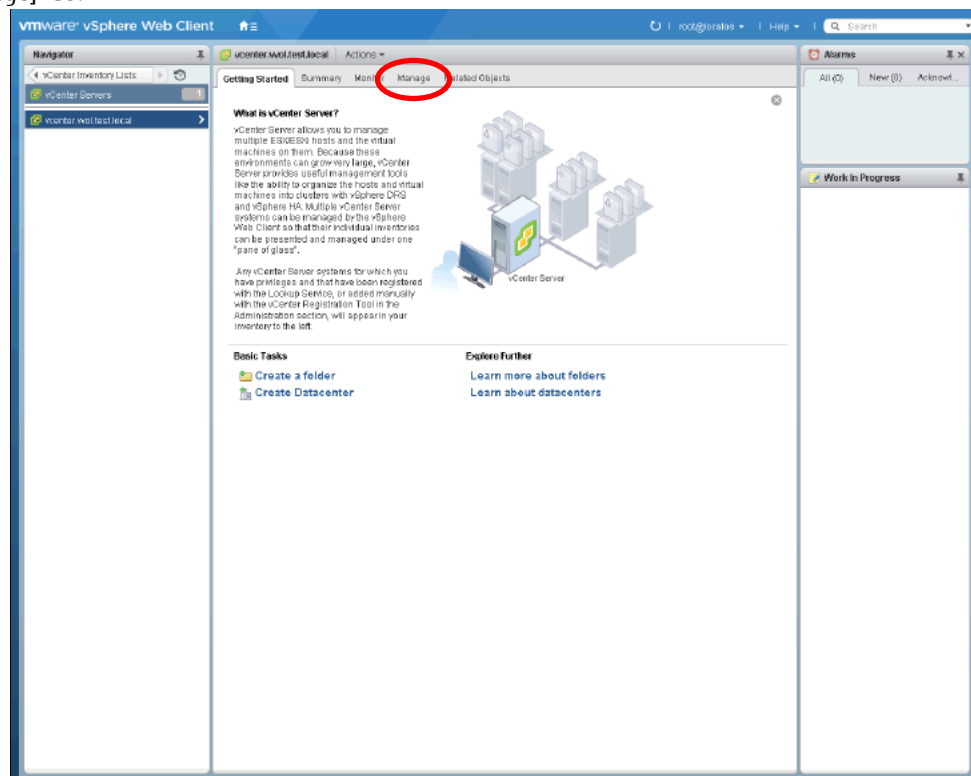 vmware® vSphere Web Client
root@localos
Help
Search
Navigator
vcenter.wol.test.local
Actions
Alarms
vCenter Inventory Lists
Getting Started
Summary
Monitor
Manage
Related Objects
All (0)
New (0)
Acknowl...
vCenter Servers
1
vcenter.wol.test.local
What is vCenter Server?
vCenter Server allows you to manage
multiple ESX/ESXi hosts and the virtual
machines on them. Because these
environments can grow very large, vCenter
Server provides useful management tools
like the ability to organize the hosts and virtual
machines into clusters with vSphere DRS
and vSphere HA. Multiple vCenter Server
systems can be managed by the vSphere
Web Client so that their individual inventories
can be presented and managed under one
"pane of glass".
Any vCenter Server systems for which you
have privileges and that have been registered
with the Lookup Service, or added manually
with the vCenter Registration Tool in the
Administration section, will appear in your
inventory to the left.
vCenter Server
Work In Progress
Basic Tasks
Explore Further
Create a folder
Learn more about folders
Create Datacenter
Learn about datacenters